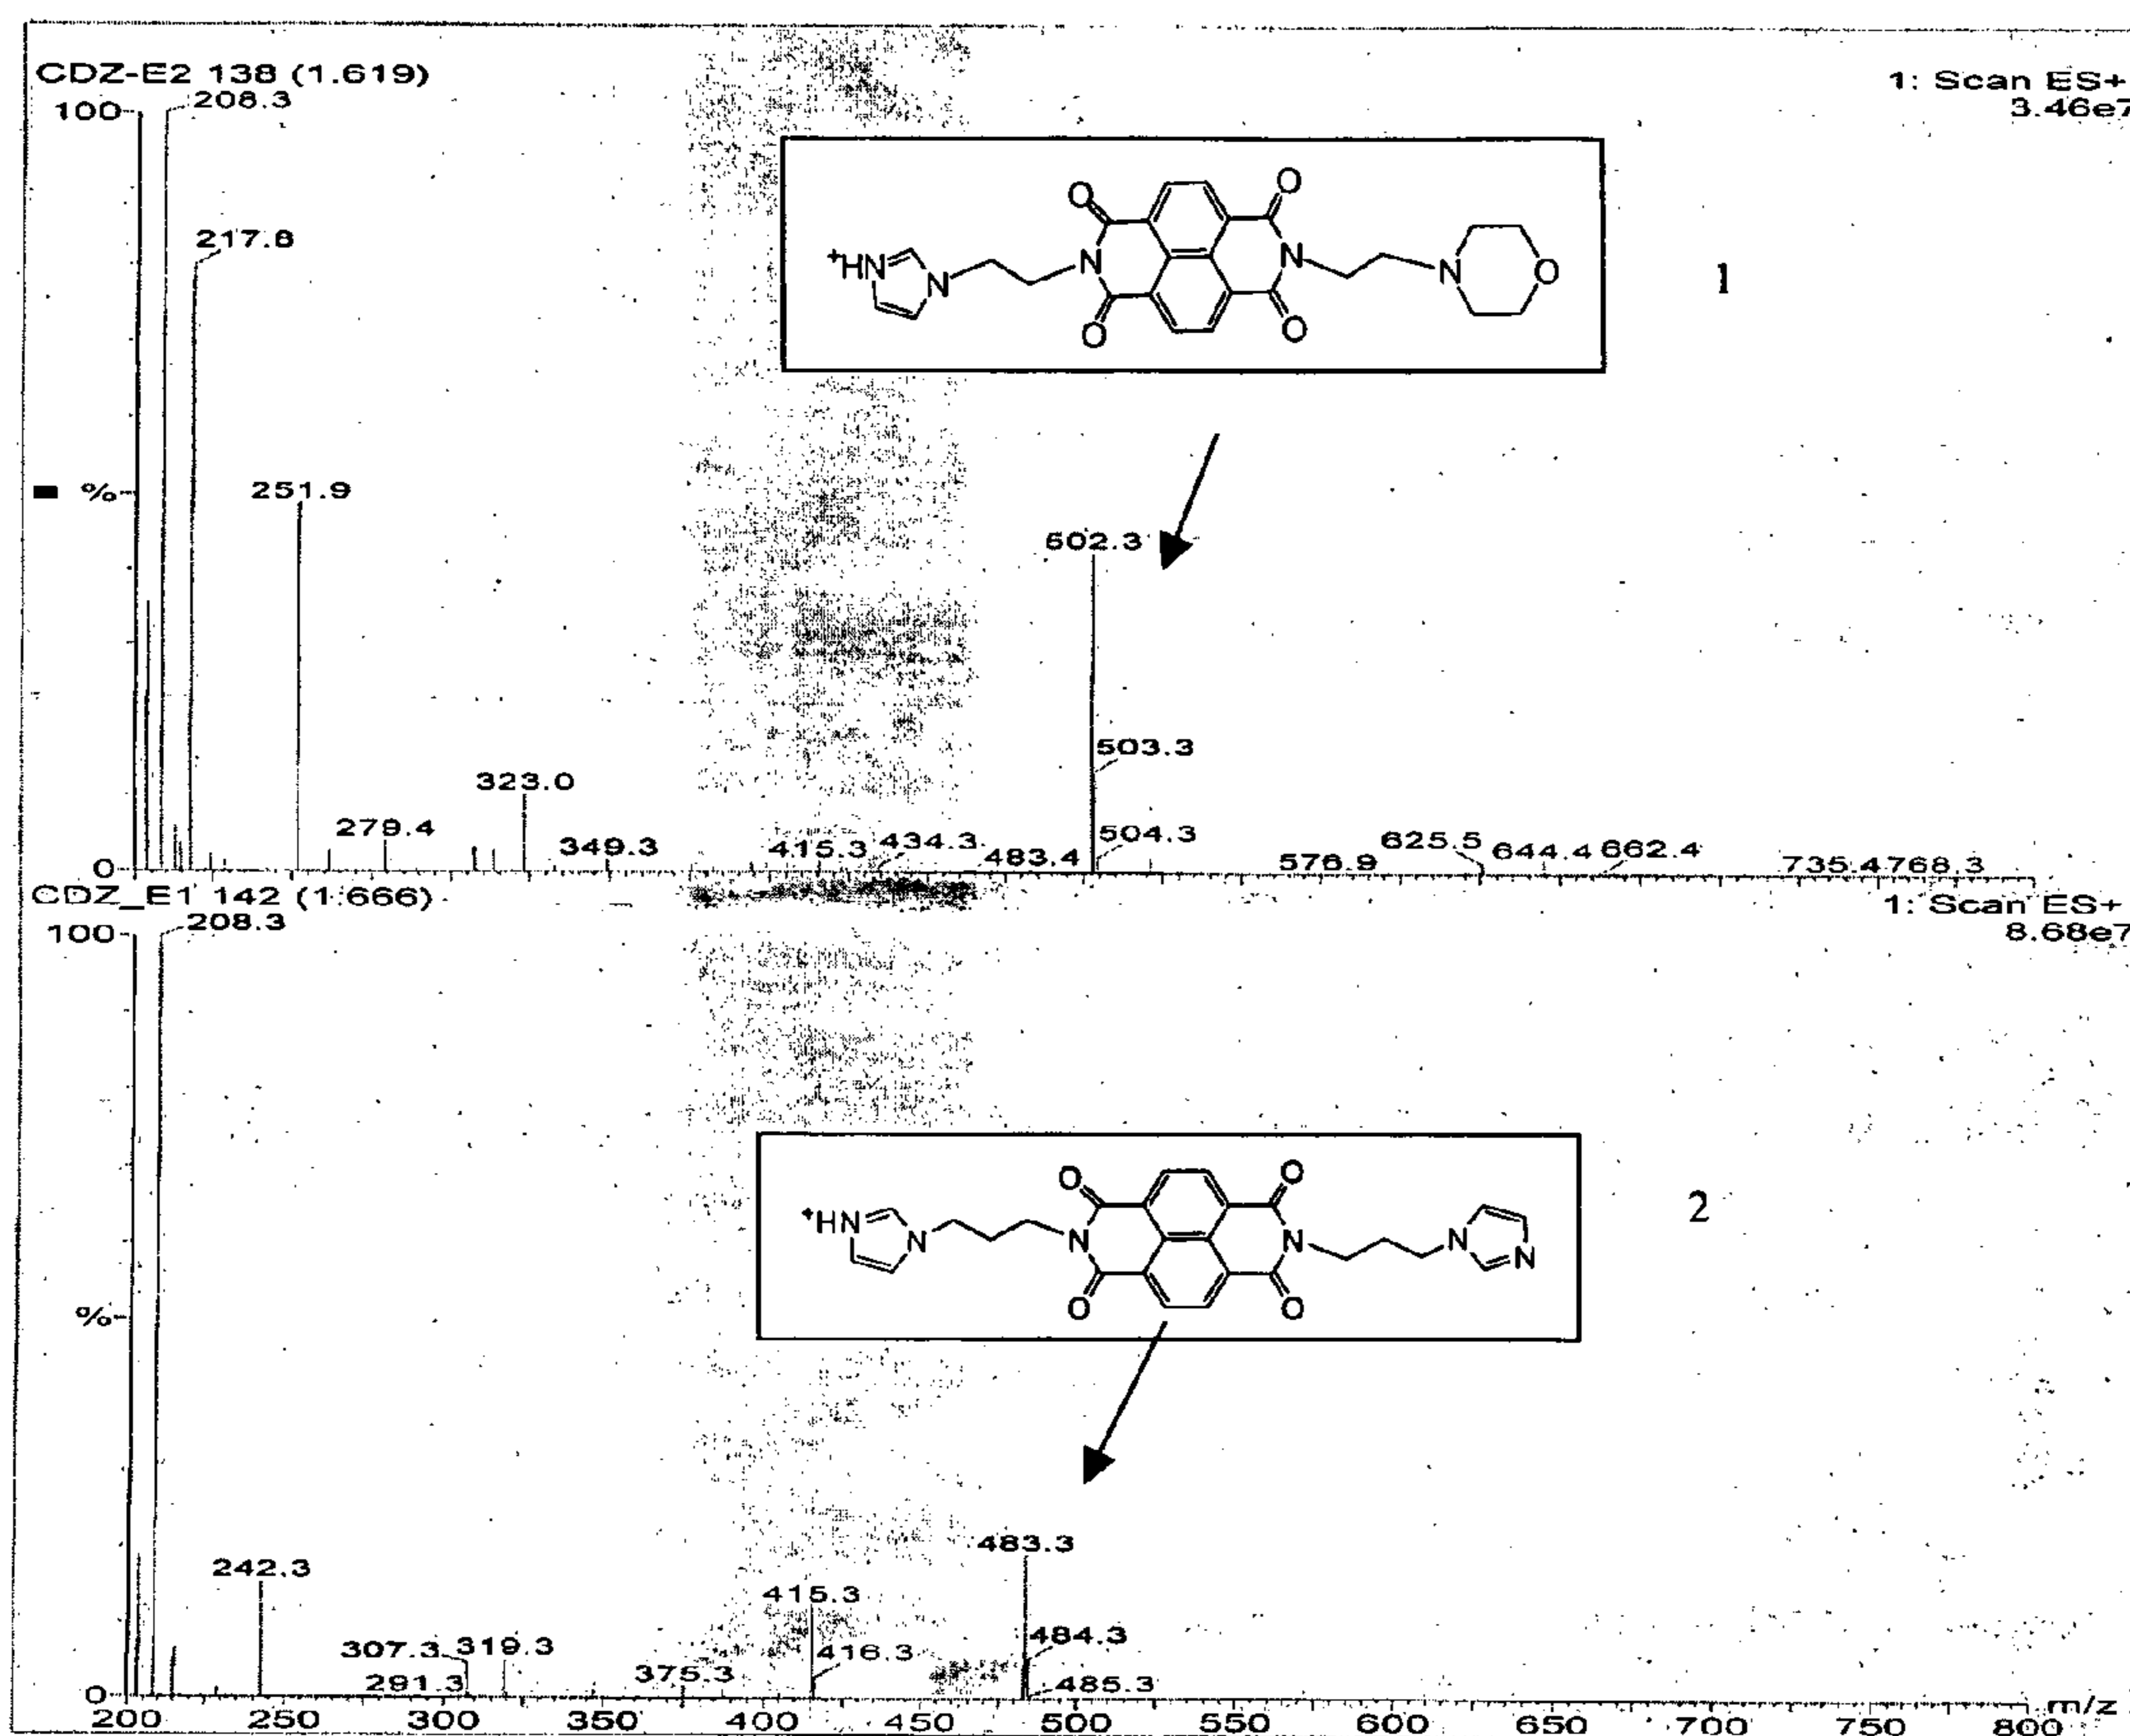 CDZ-E2 138 (1.619)
1: Scan ES+
3.46e7
100
208.3
217.8
251.9
%
502.3
503.3
504.3
323.0
279.4
349.3
415.3
434.3
483.4
576.9
625.5
644.4
662.4
735.4
768.3
0
O
O
+HN
N
N
N
N
O
O
O
1
CDZ_E1 142 (1.666)
1: Scan ES+
8.68e7
100
208.3
%
242.3
307.3
319.3
291.3
375.3
415.3
416.3
483.3
484.3
485.3
0
O
O
+HN
N
N
N
N
N
O
O
2
200 250 300 350 400 450 500 550 600 650 700 750 800 m/z